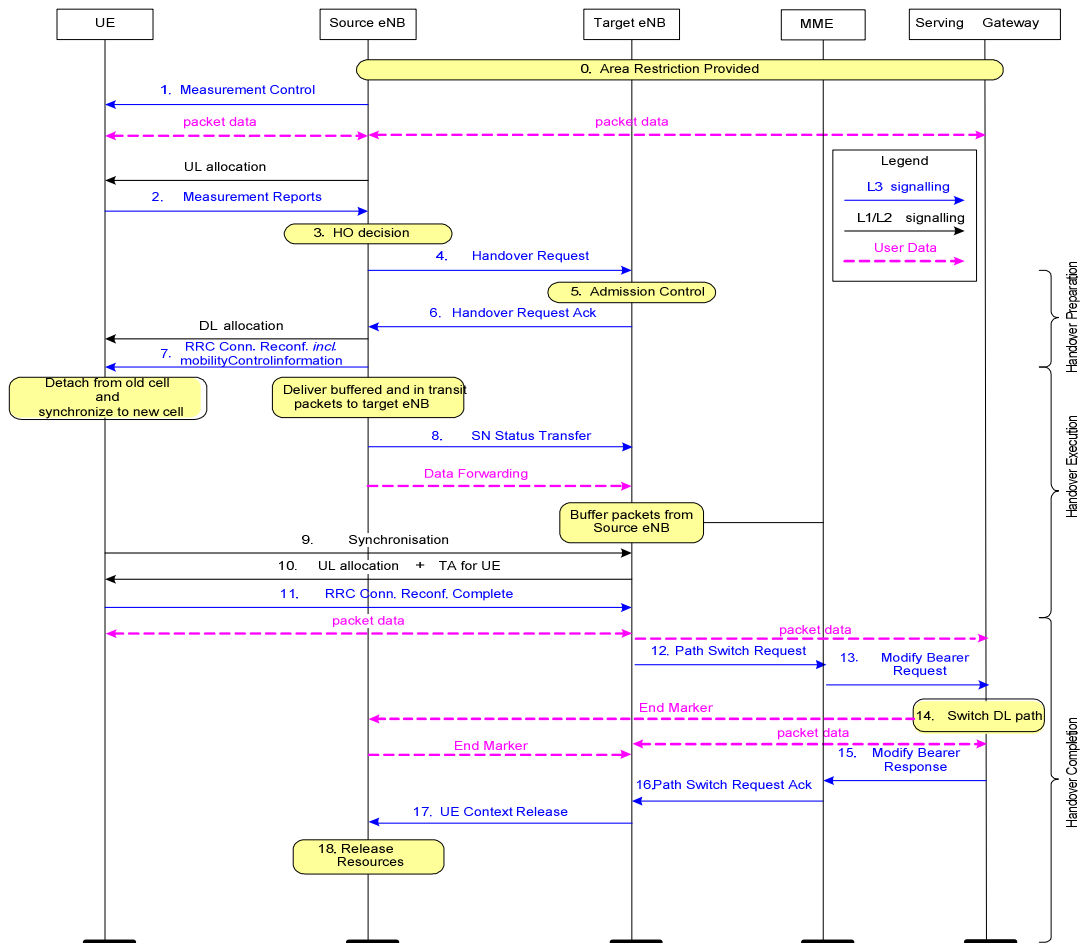 UE
Source eNB
Target eNB
MME
Serving Gateway
0. Area Restriction Provided
1. Measurement Control
packet data
packet data
Legend
L3 signalling
L1/L2 signalling
User Data
UL allocation
2. Measurement Reports
3. HO decision
4. Handover Request
5. Admission Control
6. Handover Request Ack
DL allocation
7. RRC Conn. Reconf. incl.
mobilityControlinformation
Handover Preparation
Detach from old cell
and
synchronize to new cell
Deliver buffered and in transit
packets to target eNB
8. SN Status Transfer
Data Forwarding
Buffer packets from
Source eNB
9. Synchronisation
10. UL allocation + TA for UE
11. RRC Conn. Reconf. Complete
Handover Execution
packet data
packet data
12. Path Switch Request
13. Modify Bearer
Request
End Marker
14. Switch DL path
packet data
End Marker
15. Modify Bearer
Response
16.Path Switch Request Ack
17. UE Context Release
18. Release
Resources
Handover Completion